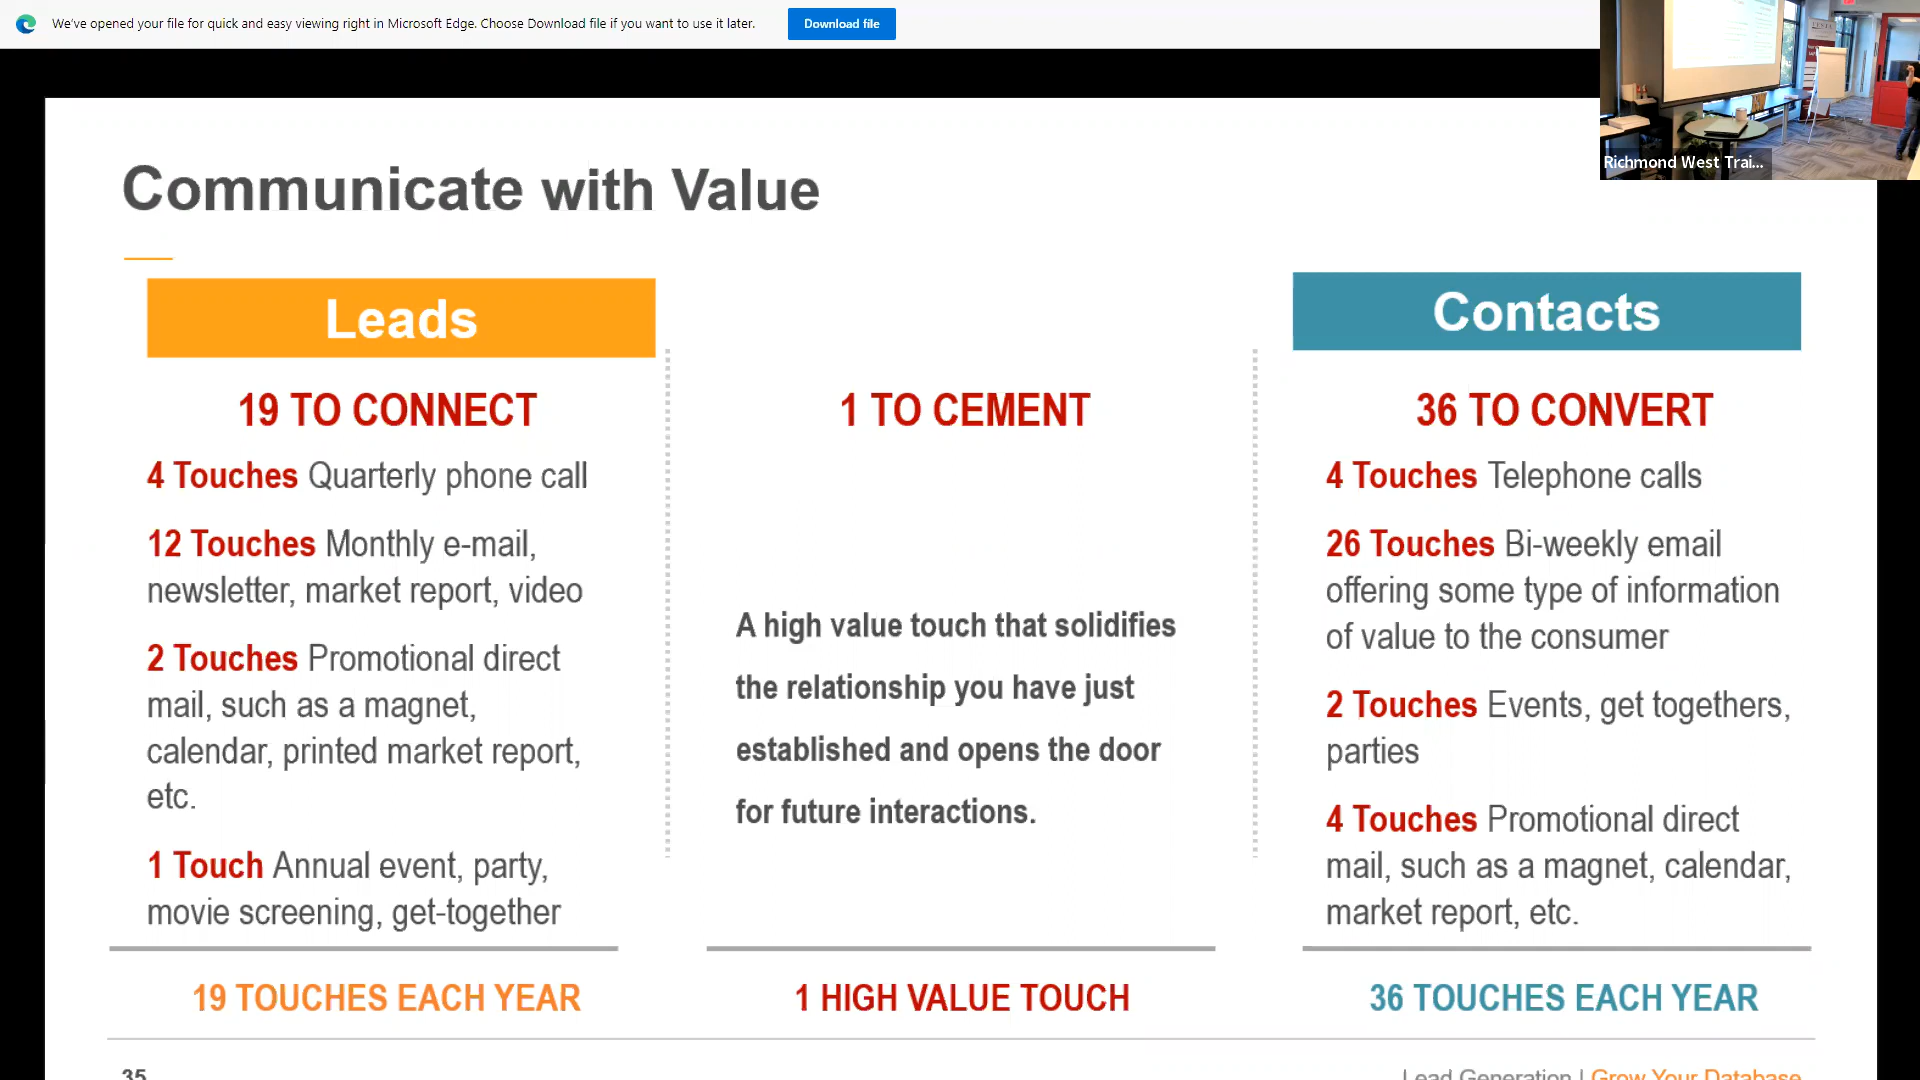 We've opened your file for quick and easy viewing right in Microsoft Edge. Choose Download file if you want to use it later.
Download file
Richmond West Trai...
Communicate with Value
Leads
19 TO CONNECT
4 Touches Quarterly phone call
12 Touches Monthly e-mail,
newsletter, market report, video
2 Touches Promotional direct
mail, such as a magnet,
calendar, printed market report,
etc.
1 Touch Annual event, party,
movie screening, get-together
19 TOUCHES EACH YEAR
1 TO CEMENT
A high value touch that solidifies
the relationship you have just
established and opens the door
for future interactions.
1 HIGH VALUE TOUCH
Contacts
36 TO CONVERT
4 Touches Telephone calls
26 Touches Bi-weekly email
offering some type of information
of value to the consumer
2 Touches Events, get togethers,
parties
4 Touches Promotional direct
mail, such as a magnet, calendar,
market report, etc.
36 TOUCHES EACH YEAR
35
Lead Generation | Grow Your Database